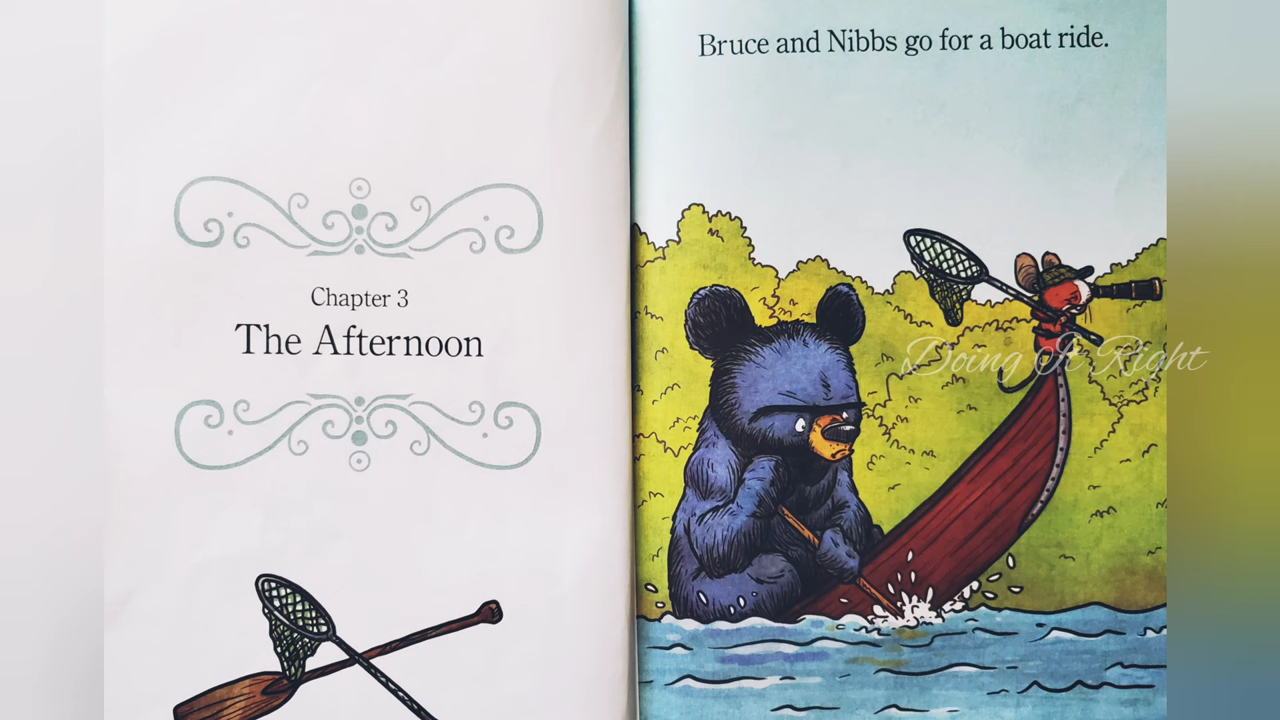 Chapter 3
The Afternoon
Bruce and Nibbs go for a boat ride.
Doing It Right